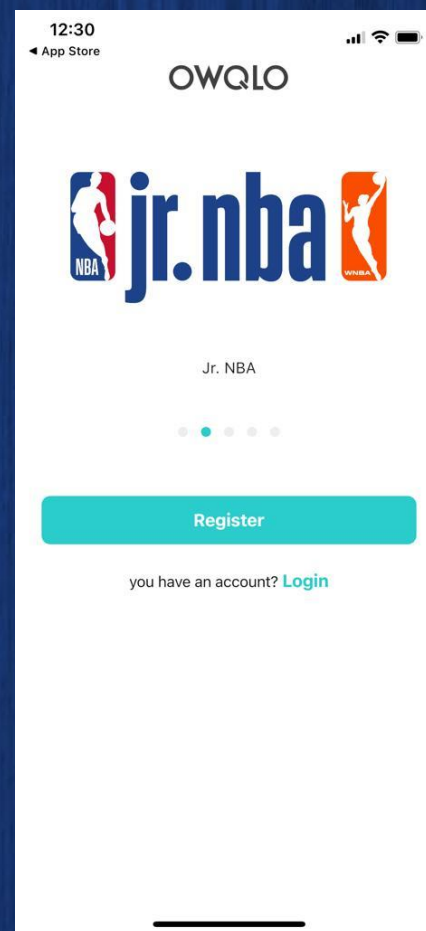 12:30
◀ App Store
OWQLO
NBA jr. nba WNBA
Jr. NBA
Register
you have an account? Login